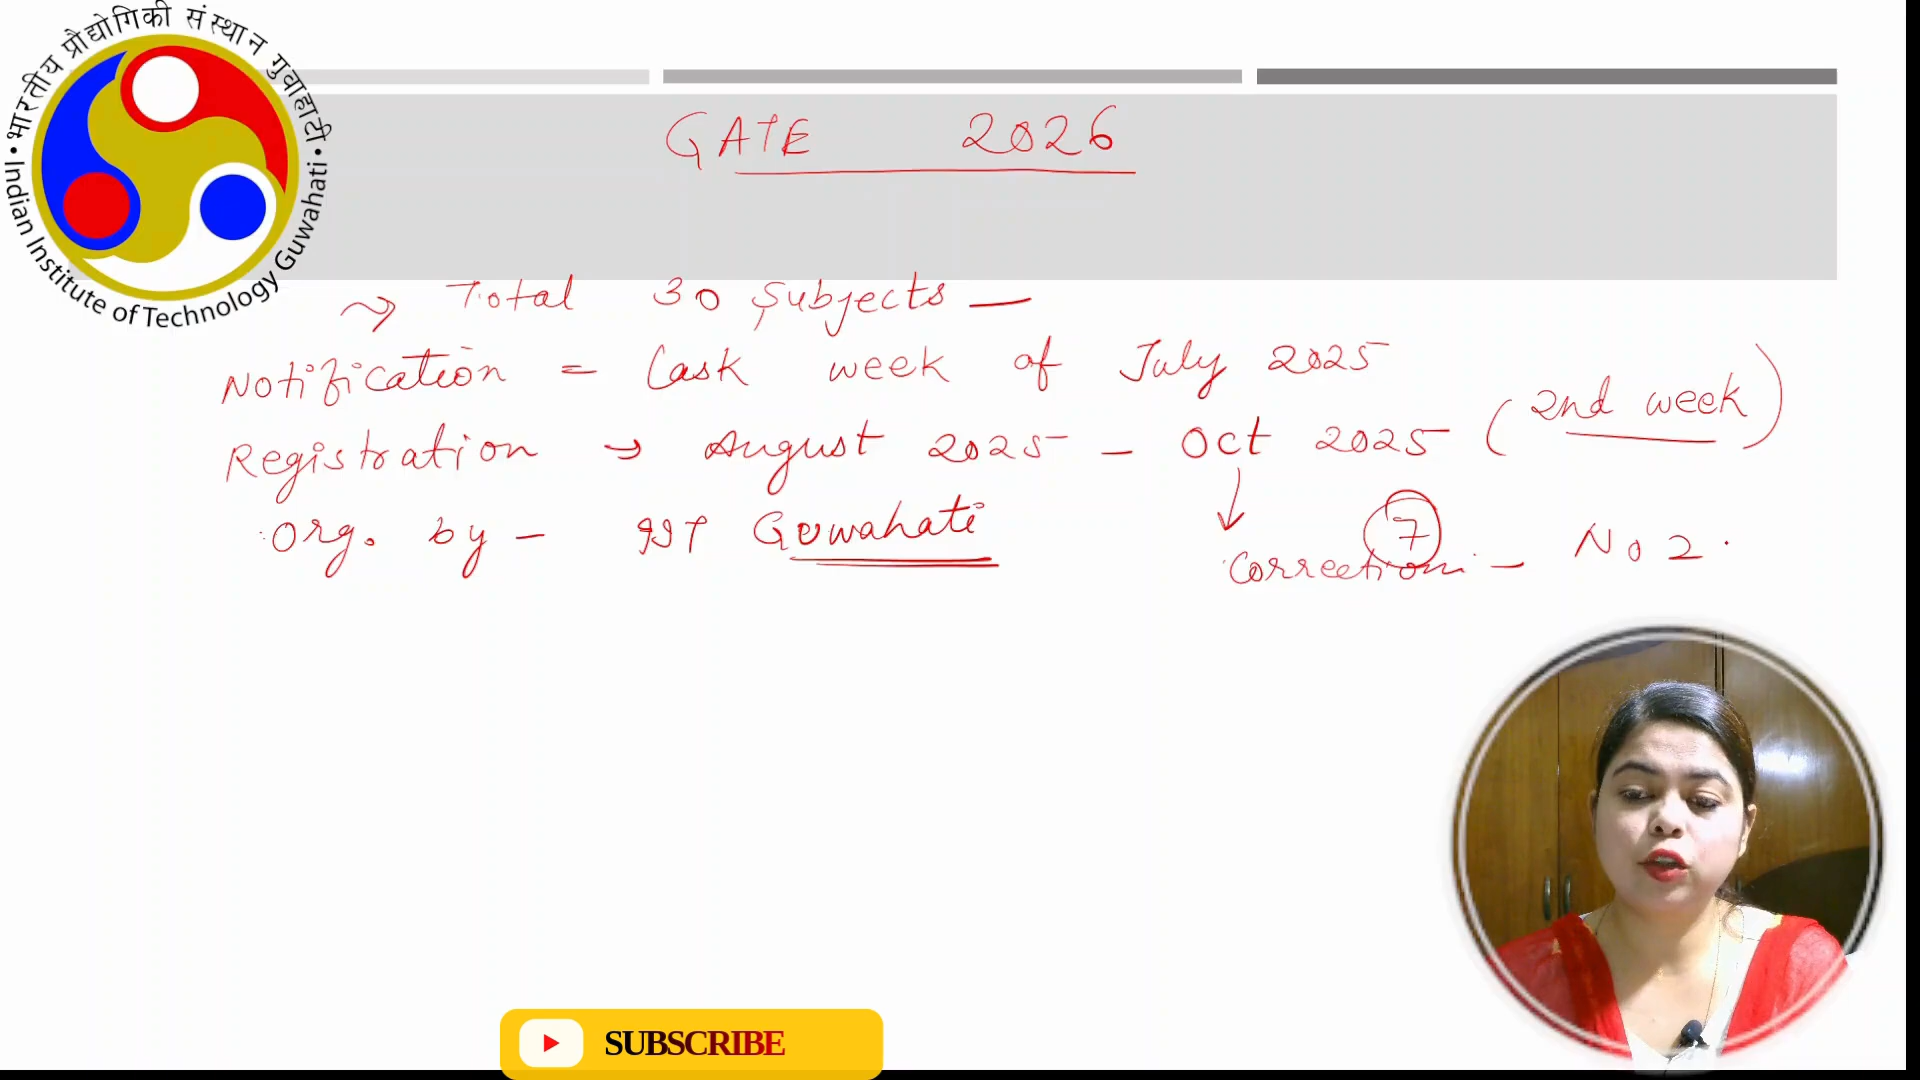 भारतीय प्रौद्योगिकी संस्थान गुवाहाटी
Indian Institute of Technology Guwahati
GATE 2026
Total 30 Subjects —
Notification = Last week of July 2025
Registration → August 2025 - Oct 2025 (2nd week)
Org. by - IIT Guwahati
7
Correction - No
SUBSCRIBE